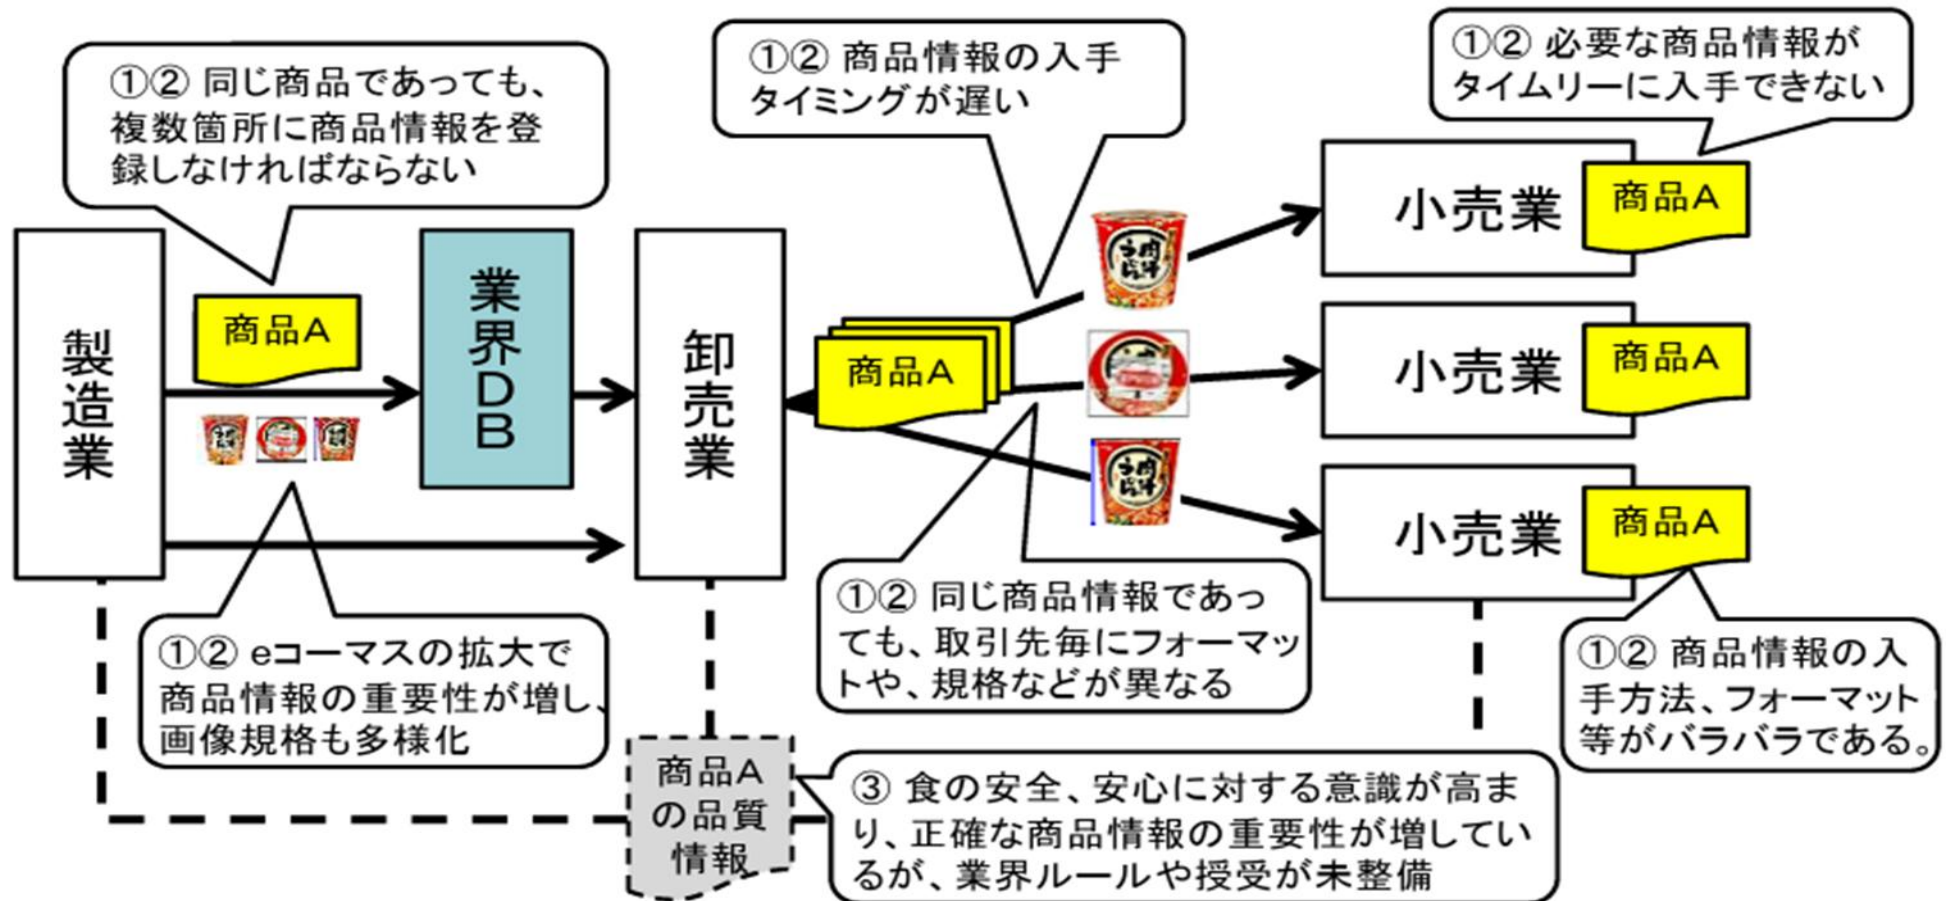 ①② 同じ商品であっても、
複数箇所に商品情報を登
録しなければならない
①② 商品情報の入手
タイミングが遅い
①② 必要な商品情報が
タイムリーに入手できない
製造業
商品A
業界DB
卸売業
商品A
小売業
商品A
小売業
商品A
小売業
商品A
①② eコーマスの拡大で
商品情報の重要性が増し、
画像規格も多様化
①② 同じ商品情報であっ
ても、取引先毎にフォーマッ
トや、規格などが異なる
①② 商品情報の入
手方法、フォーマット
等がバラバラである。
商品A
の品質
情報
③ 食の安全、安心に対する意識が高ま
り、正確な商品情報の重要性が増してい
るが、業界ルールや授受が未整備